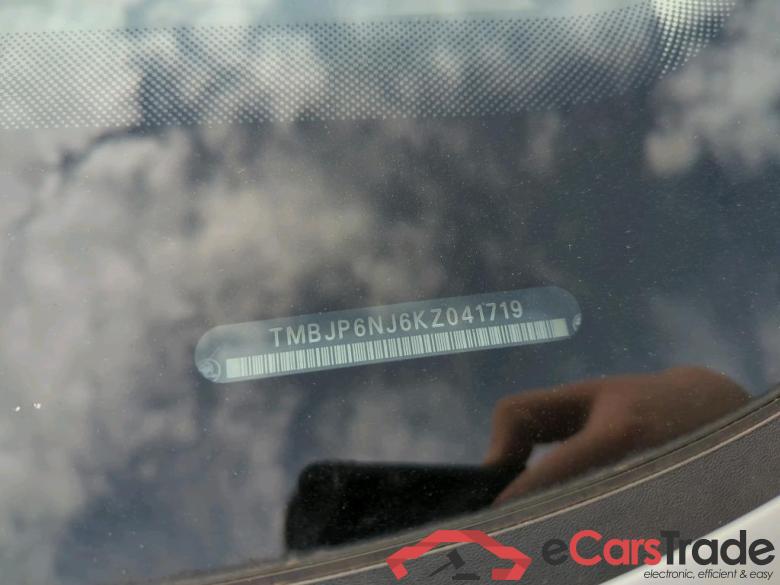 TMBJP6NJ6KZ041719
eCarsTrade
electronic, efficient & easy